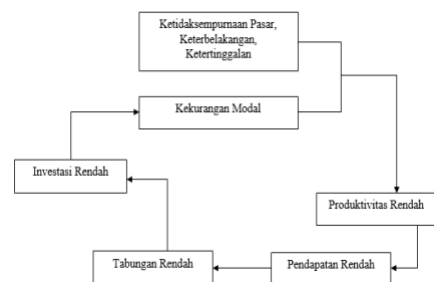 Ketidaksempurnaan Pasar,
Keterbelakangan,
Ketertinggalan
Kekurangan Modal
Investasi Rendah
Produktivitas Rendah
Tabungan Rendah
Pendapatan Rendah